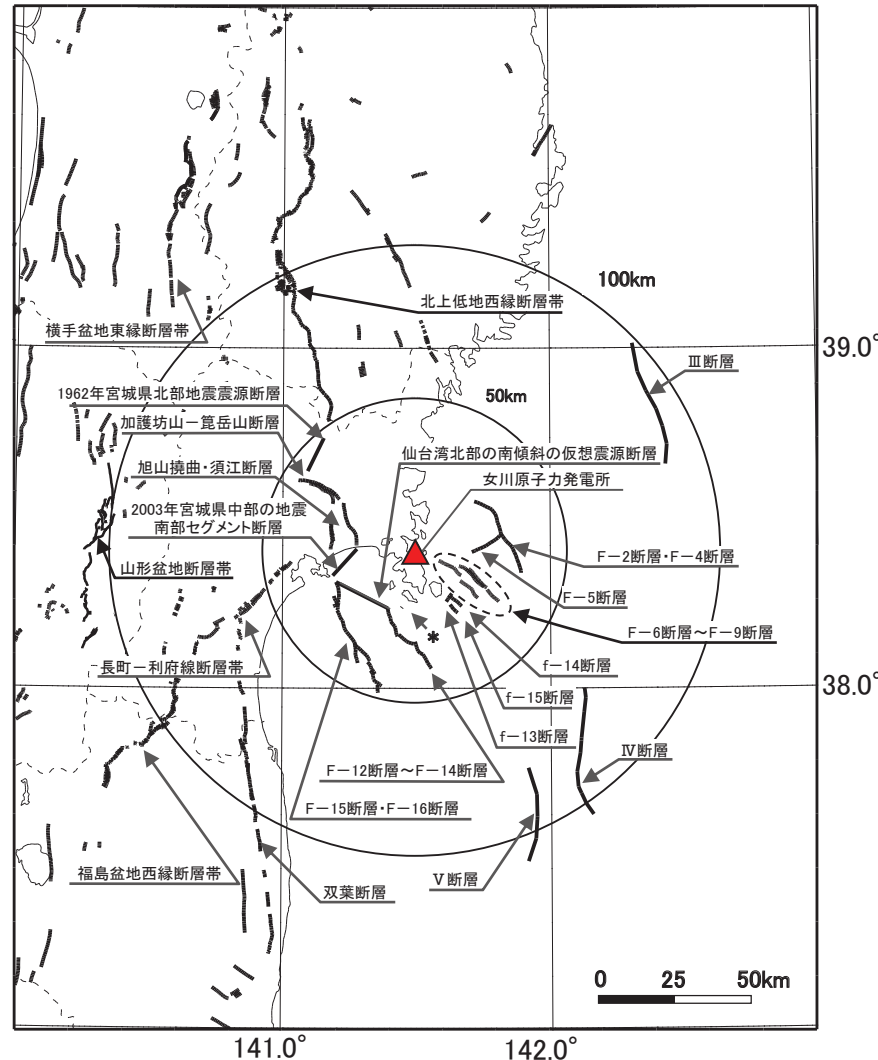 100km
北上低地西縁断層帯
横手盆地東縁断層帯
39.0°
Ⅲ断層
1962年宮城県北部地震震源断層
50km
加護坊山ー箟岳山断層
仙台湾北部の南傾斜の仮想震源断層
旭山撓曲・須江断層
女川原子力発電所
2003年宮城県中部の地震
南部セグメント断層
山形盆地断層帯
F－2断層・F－4断層
F－5断層
*
F－6断層～F－9断層
長町ー利府線断層帯
f－14断層
38.0°
f－15断層
f－13断層
Ⅳ断層
F－12断層～F－14断層
F－15断層・F－16断層
福島盆地西縁断層帯
双葉断層
Ⅴ断層
0 25 50km
141.0°
142.0°